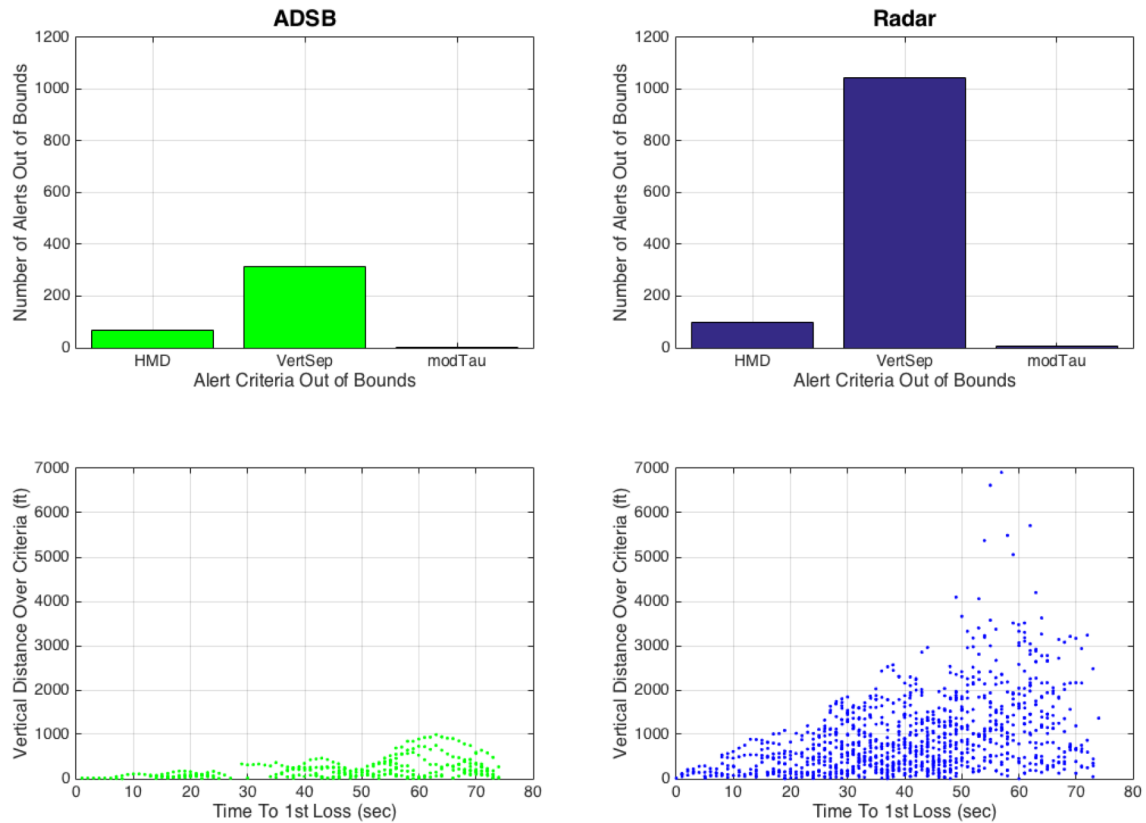 ADSB
Number of Alerts Out of Bounds
1200
1000
800
600
400
200
0
HMD VertSep modTau
Alert Criteria Out of Bounds
Radar
Number of Alerts Out of Bounds
1200
1000
800
600
400
200
0
HMD VertSep modTau
Alert Criteria Out of Bounds
Vertical Distance Over Criteria (ft)
7000
6000
5000
4000
3000
2000
1000
0
0 10 20 30 40 50 60 70 80
Time To 1st Loss (sec)
Vertical Distance Over Criteria (ft)
7000
6000
5000
4000
3000
2000
1000
0
0 10 20 30 40 50 60 70 80
Time To 1st Loss (sec)